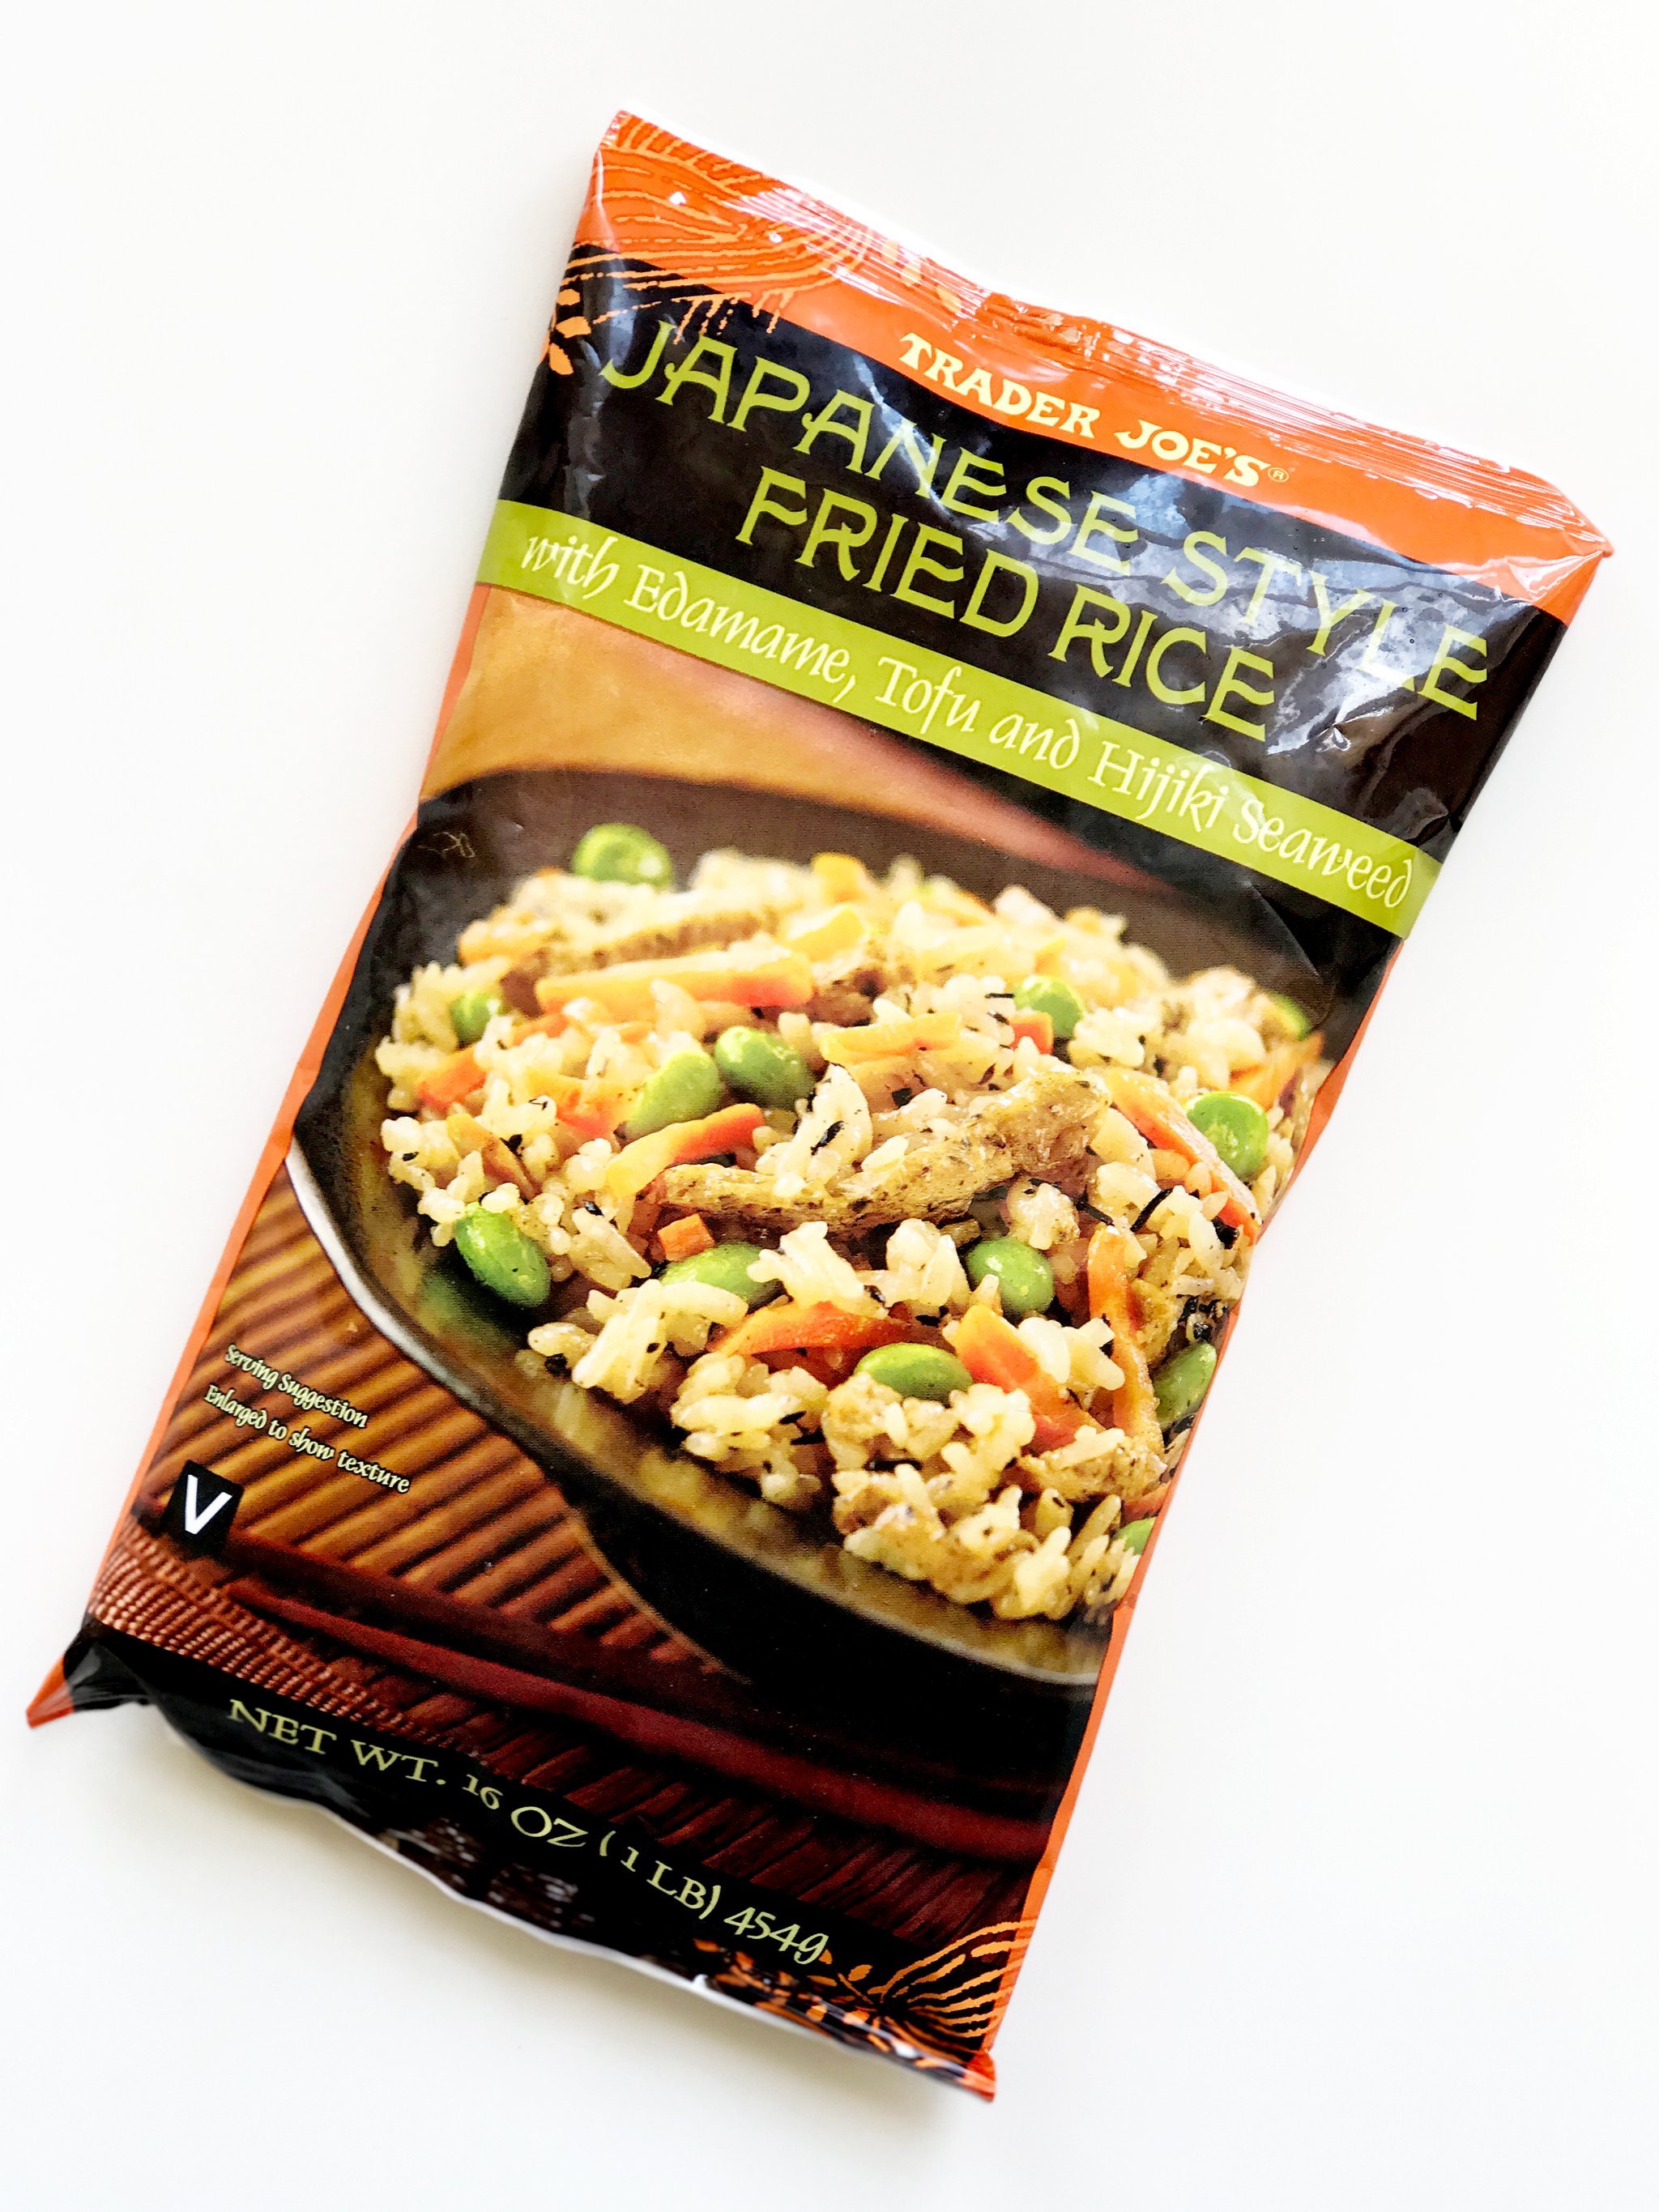 TRADER JOE'S®
JAPANESE STYLE
FRIED RICE
with Edamame, Tofu and Hijiki Seaweed
Serving Suggestion
Enlarged to show texture
V
NET WT. 16 OZ (1 LB) 454g